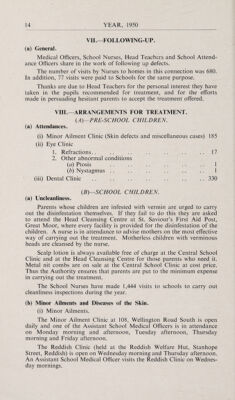 14 YEAR, 1950
VII.—FOLLOWING-UP.
(a) General.
Medical Officers, School Nurses, Head Teachers and School Attend-
ance Officers share in the work of following up defects.
The number of visits by Nurses to homes in this connection was 680.
In addition, 77 visits were paid to Schools for the same purpose.
Thanks are due to Head Teachers for the personal interest they have
taken in the pupils recommended for treatment, and for the efforts
made in persuading hesitant parents to accept the treatment offered.
VIII.—ARRANGEMENTS FOR TREATMENT.
(A)—PRE-SCHOOL CHILDREN.
(a) Attendances.
(i) Minor Ailment Clinic (Skin defects and miscellaneous cases) 185
(ii) Eye Clinic
1. Refractions.. .. .. .. .. .. .. 17
2. Other abnormal conditions
(a) Ptosis .. .. .. .. .. .. 1
(b) Nystagmus .. .. .. .. .. .. 1
(iii) Dental Clinic .. .. .. .. .. .. .. 330
(B)—SCHOOL CHILDREN.
(a) Uncleanliness.
Parents whose children are infested with vermin are urged to carry
out the disinfestation themselves. If they fail to do this they are asked
to attend the Head Cleansing Centre at St. Saviour's First Aid Post,
Great Moor, where every facility is provided for the disinfestation of the
children. A nurse is in attendance to advise mothers on the most effective
way of carrying out the treatment. Motherless children with verminous
heads are cleansed by the nurse.
Scalp lotion is always available free of charge at the Central School
Clinic and at the Head Cleansing Centre for those parents who need it.
Metal nit combs are on sale at the Central School Clinic at cost price.
Thus the Authority ensures that parents are put to the minimum expense
in carrying out the treatment.
The School Nurses have made 1,444 visits to schools to carry out
cleanliness inspections during the year.
(b) Minor Ailments and Diseases of the Skin.
(i) Minor Ailments.
The Minor Ailment Clinic at 108, Wellington Road South is open
daily and one of the Assistant School Medical Officers is in attendance
on Monday morning and afternoon, Tuesday afternoon, Thursday
morning and Friday afternoon.
The Reddish Clinic (held at the Reddish Welfare Hut, Stanhope
Street, Reddish) is open on Wednesday morning and Thursday afternoon.
An Assistant School Medical Officer visits the Reddish Clinic on Wednes-
day mornings.